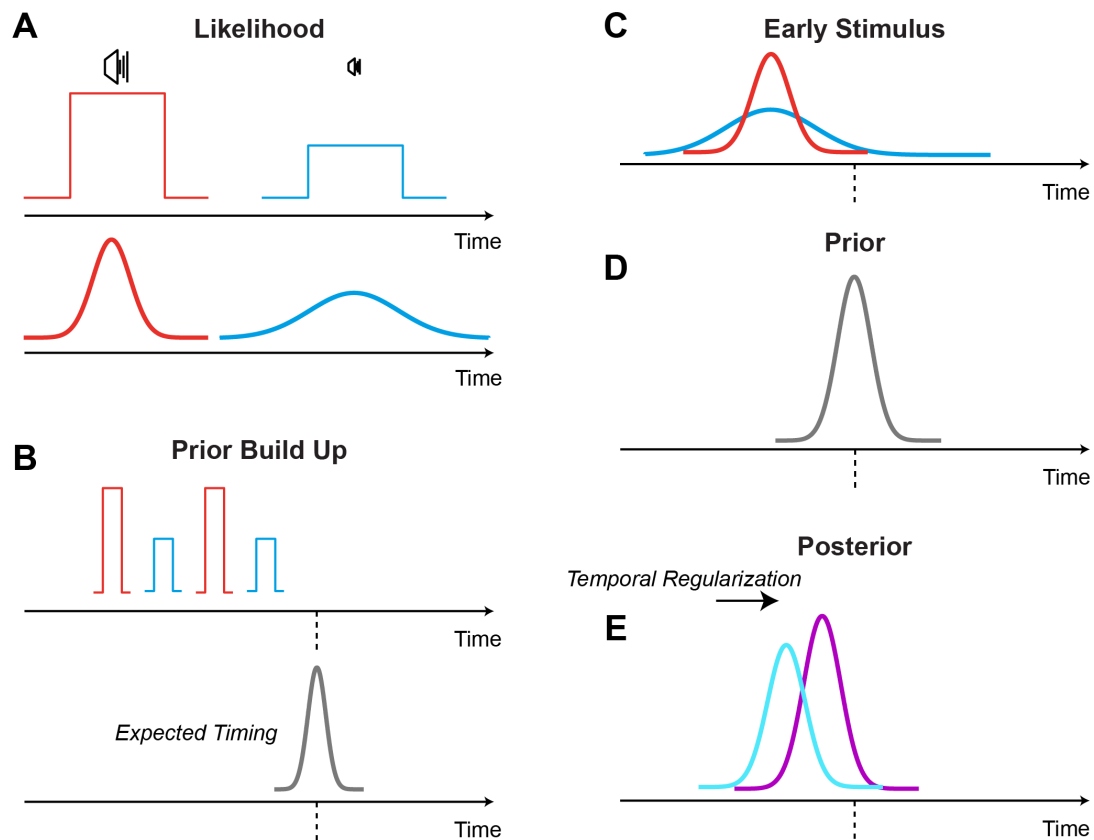 A
Likelihood
Time
Time
B
Prior Build Up
Time
Expected Timing
Time
C
Early Stimulus
Time
Prior
D
Time
Posterior
Temporal Regularization
E
Time